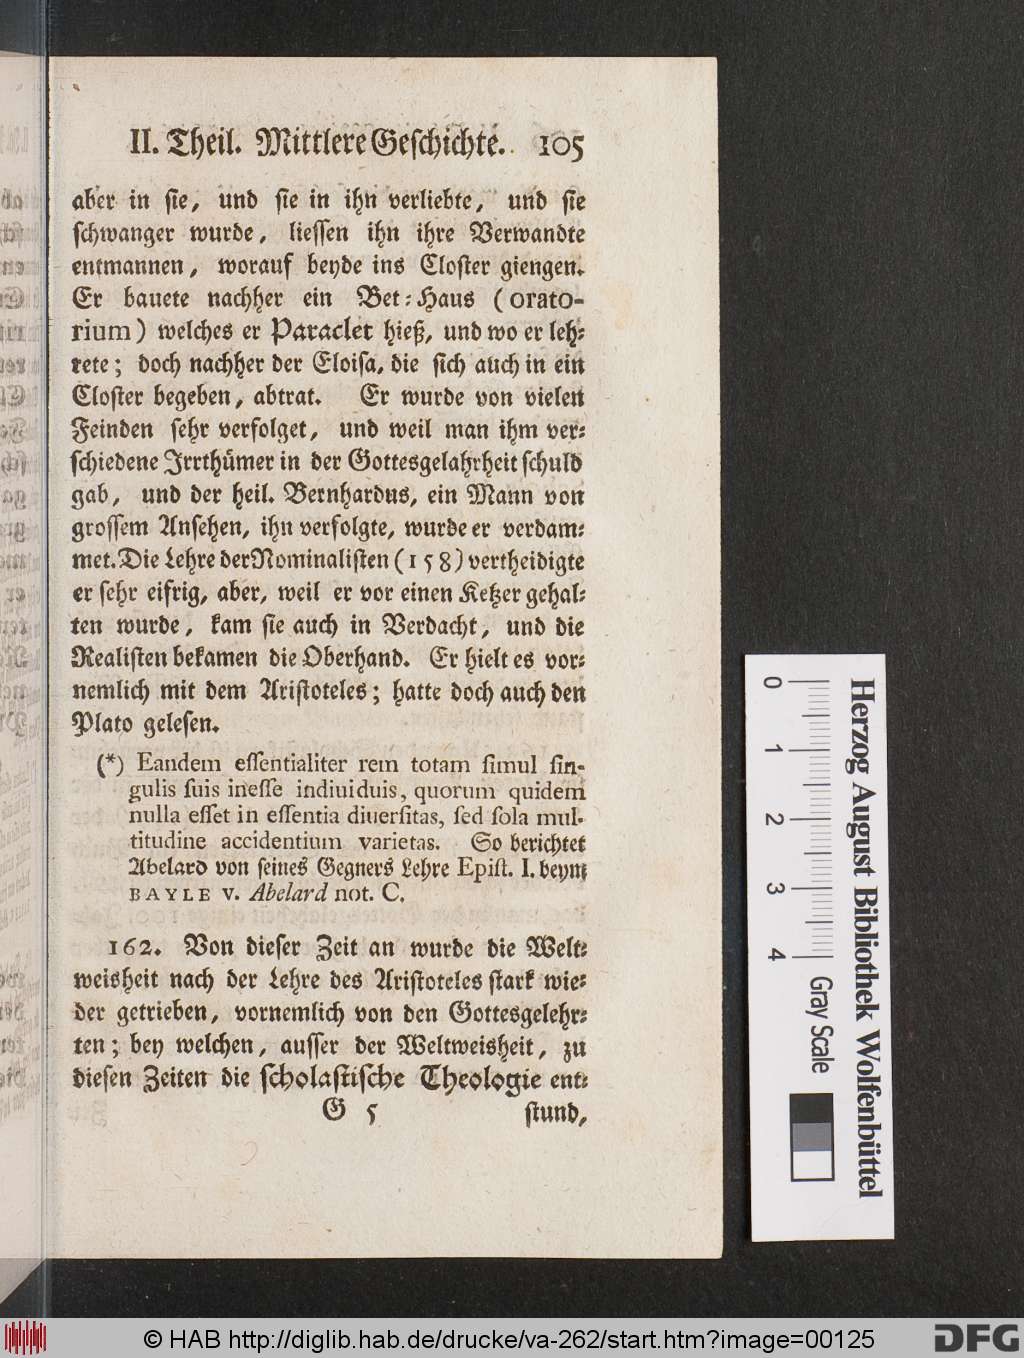 II. Theil. Mittlere Geſchichte. 105
aber in ſie, und ſie in ihn verliebte, und ſie
ſchwanger wurde, lieſſen ihn ihre Verwandte
entmannen, worauf beyde ins Cloſter giengen.
Er bauete nachher ein Bet-Haus (orato-
rium) welches er Paraclet hieß, und wo er leh-
rete; doch nachher der Eloiſa, die ſich auch in ein
Cloſter begeben, abtrat. Er wurde von vielen
Feinden ſehr verfolget, und weil man ihm ver-
ſchiedene Irrthümer in der Gottesgelahrheit ſchuld
gab, und der heil. Bernhardus, ein Mann von
groſſem Anſehen, ihn verfolgte, wurde er verdam-
met. Die Lehre der Nominaliſten (158) vertheidigte
er ſehr eifrig, aber, weil er vor einen Ketzer gehal-
ten wurde, kam ſie auch in Verdacht, und die
Realiſten bekamen die Oberhand. Er hielt es vor-
nemlich mit dem Ariſtoteles; hatte doch auch den
Plato geleſen.
(*) Eandem eſſentialiter rem totam ſimul ſin-
gulis ſuis ineſſe indiuiduis, quorum quidem
nulla eſſet in eſſentia diuerſitas, ſed ſola mul-
titudine accidentium varietas. So berichtet
Abelard von ſeines Gegners Lehre Epiſt. I. beym
BAYLE v. Abelard not. C.
162. Von dieſer Zeit an wurde die Welt-
weisheit nach der Lehre des Ariſtoteles ſtark wie-
der getrieben, vornemlich von den Gottesgelehr-
ten; bey welchen, auſſer der Weltweisheit, zu
dieſen Zeiten die ſcholaſtiſche Theologie ent-
G 5 ſtund,
0 1 2 3 4 Gray Scale
Herzog August Bibliothek Wolfenbüttel
© HAB http://diglib.hab.de/drucke/va-262/start.htm?image=00125
DFG